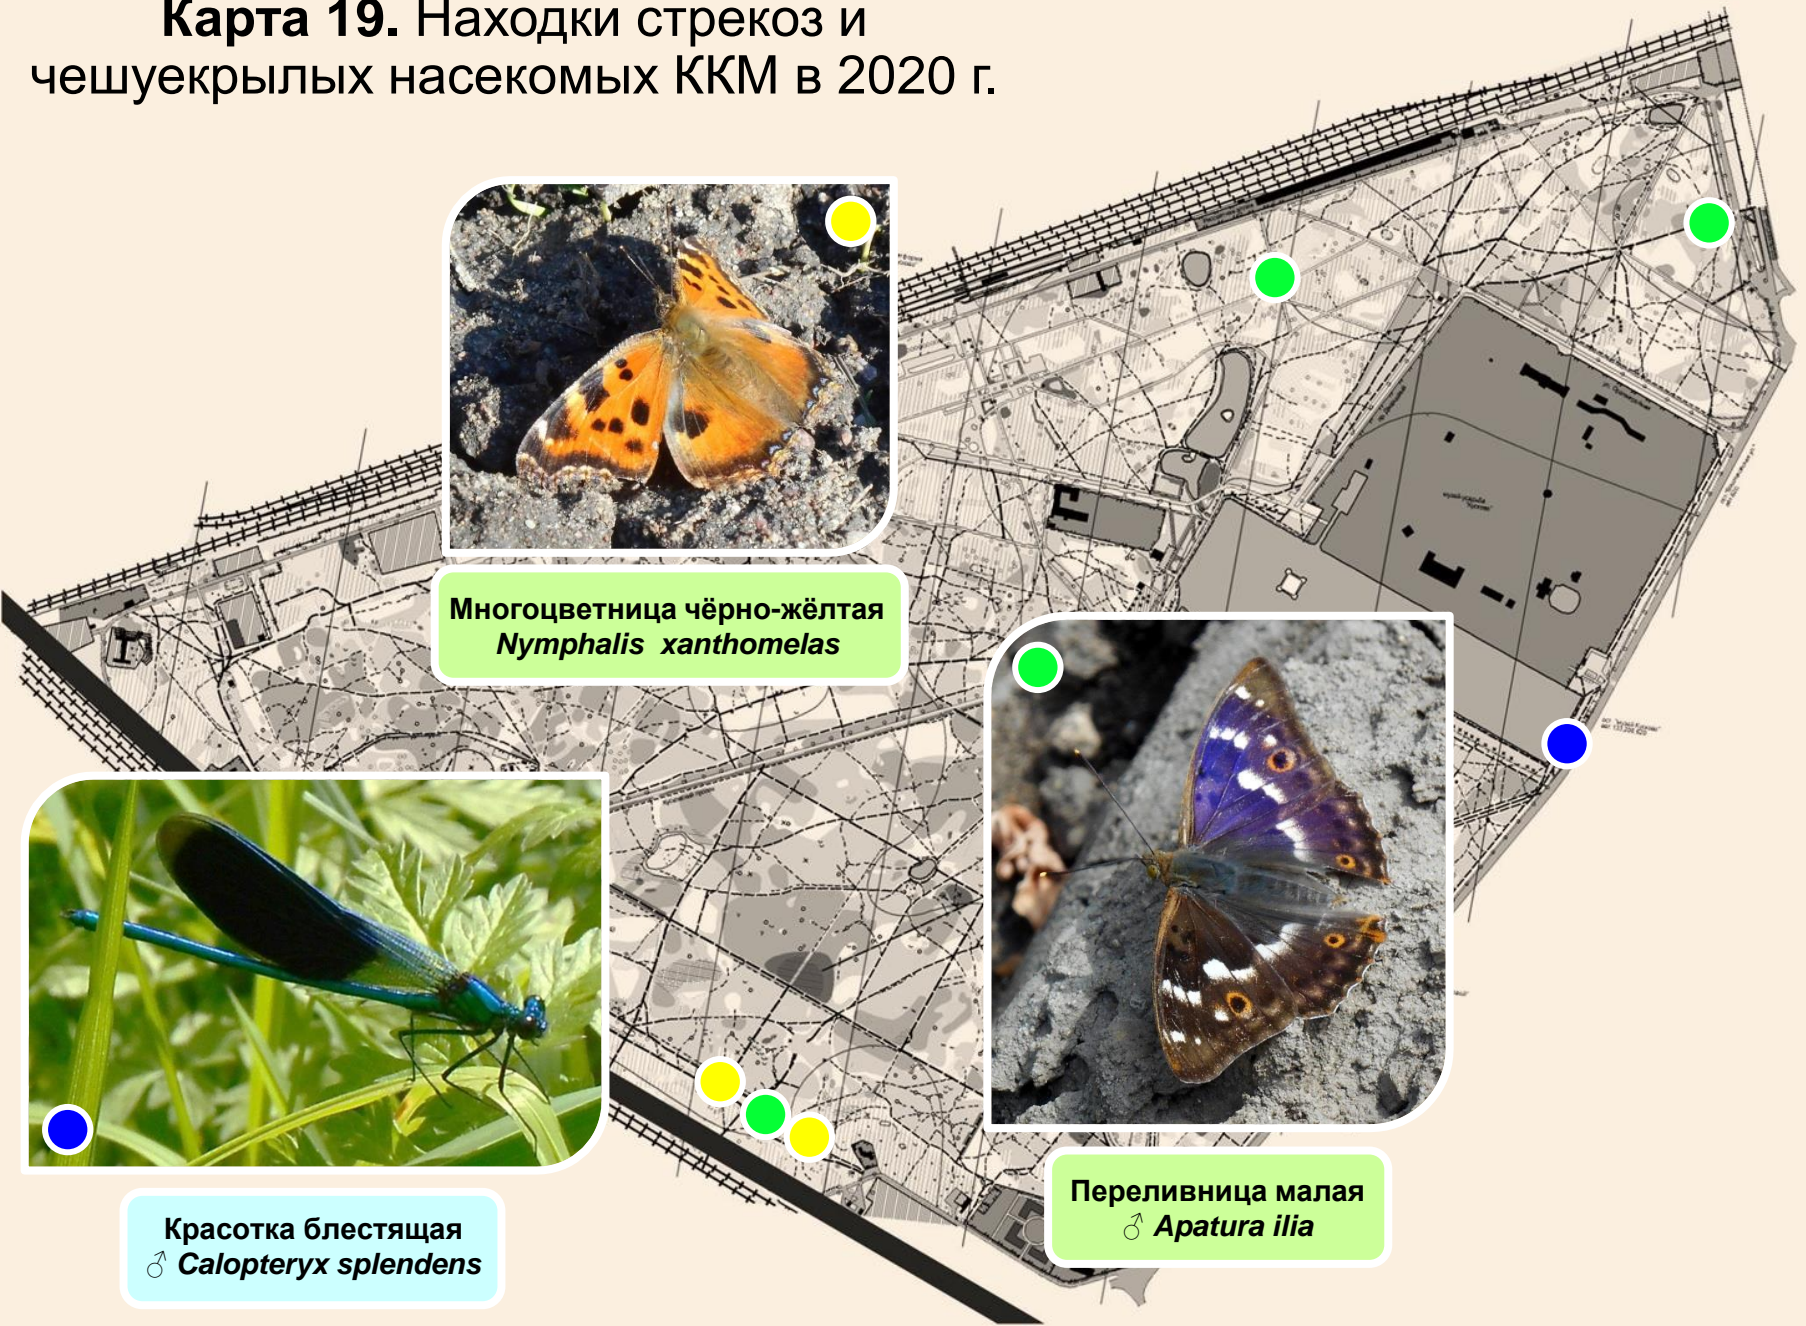 Карта 19. Находки стрекоз и
чешуекрылых насекомых ККМ в 2020 г.
Многоцветница чёрно-жёлтая
Nymphalis xanthomelas
Переливница малая
♂ Apatura ilia
Красотка блестящая
♂ Calopteryx splendens